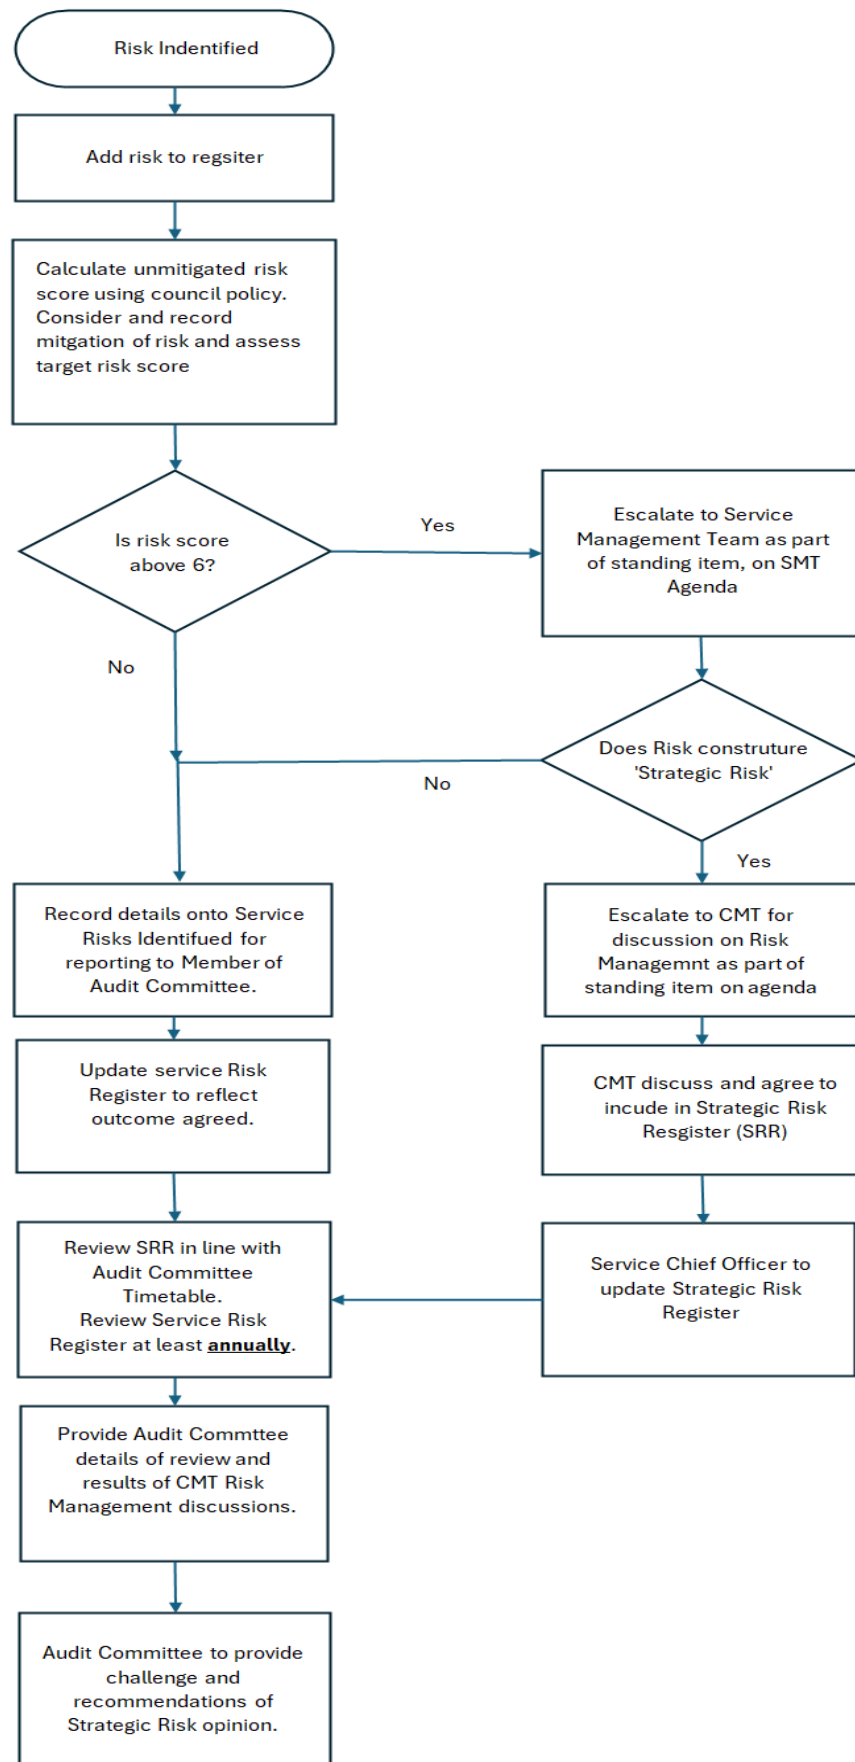 Risk Indentified
Add risk to regsiter
Calculate unmitigated risk
score using council policy.
Consider and record
mitgation of risk and assess
target risk score
Is risk score
above 6?
Yes
No
Escalate to Service
Management Team as part
of standing item, on SMT
Agenda
Does Risk construture
'Strategic Risk'
No
Yes
Record details onto Service
Risks Identifued for
reporting to Member of
Audit Committee.
Escalate to CMT for
discussion on Risk
Managemnt as part of
standing item on agenda
Update service Risk
Register to reflect
outcome agreed.
CMT discuss and agree to
incude in Strategic Risk
Resgister (SRR)
Review SRR in line with
Audit Committee
Timetable.
Review Service Risk
Register at least annually.
Service Chief Officer to
update Strategic Risk
Register
Provide Audit Commttee
details of review and
results of CMT Risk
Management discussions.
Audit Committee to provide
challenge and
recommendations of
Strategic Risk opinion.